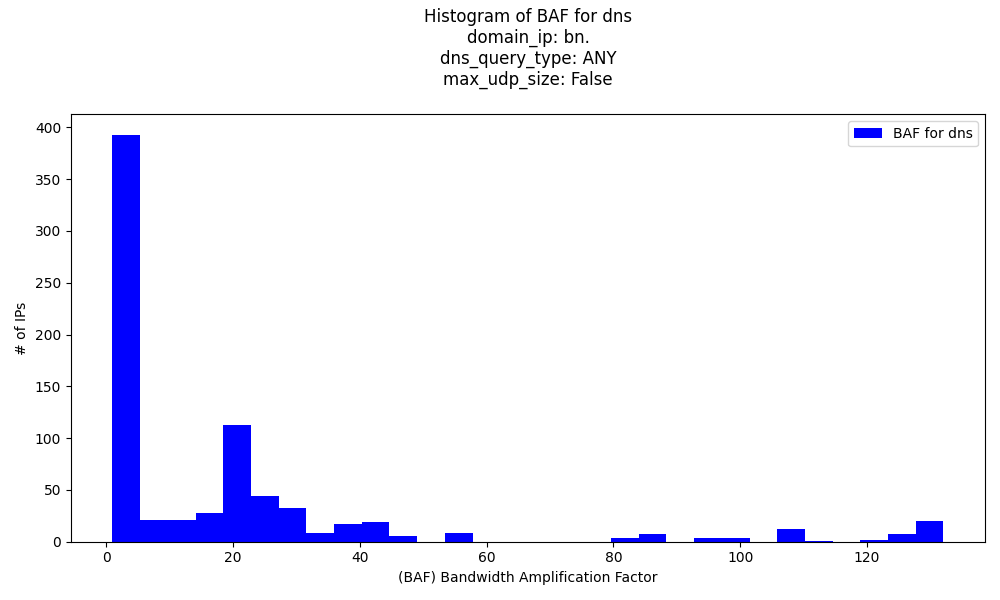 Histogram of BAF for dns
domain_ip: bn.
dns_query_type: ANY
max_udp_size: False
BAF for dns
400
350
300
250
200
150
100
50
0
# of IPs
0 20 40 60 80 100 120
(BAF) Bandwidth Amplification Factor